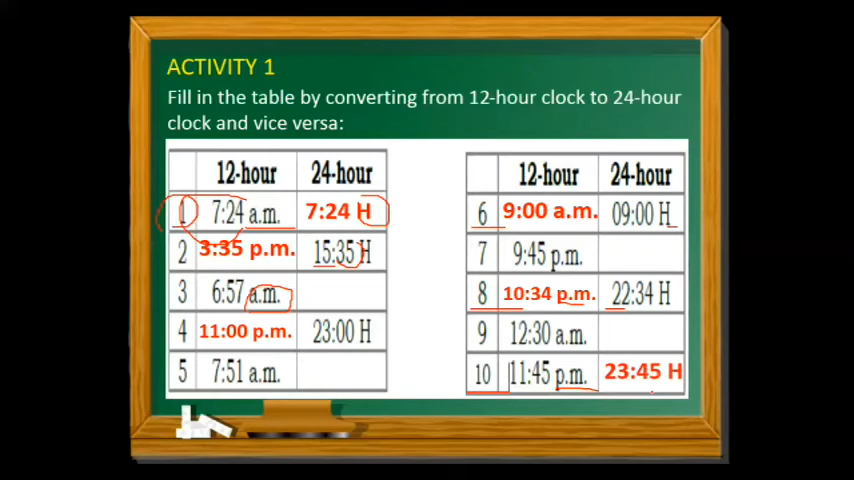 ACTIVITY 1
Fill in the table by converting from 12-hour clock to 24-hour
clock and vice versa:
12-hour 24-hour
1 7:24 a.m. 7:24 H
2 3:35 p.m. 15:35 H
3 6:57 a.m.
4 11:00 p.m. 23:00 H
5 7:51 a.m.
12-hour 24-hour
6 9:00 a.m. 09:00 H
7 9:45 p.m.
8 10:34 p.m. 22:34 H
9 12:30 a.m.
10 11:45 p.m. 23:45 H